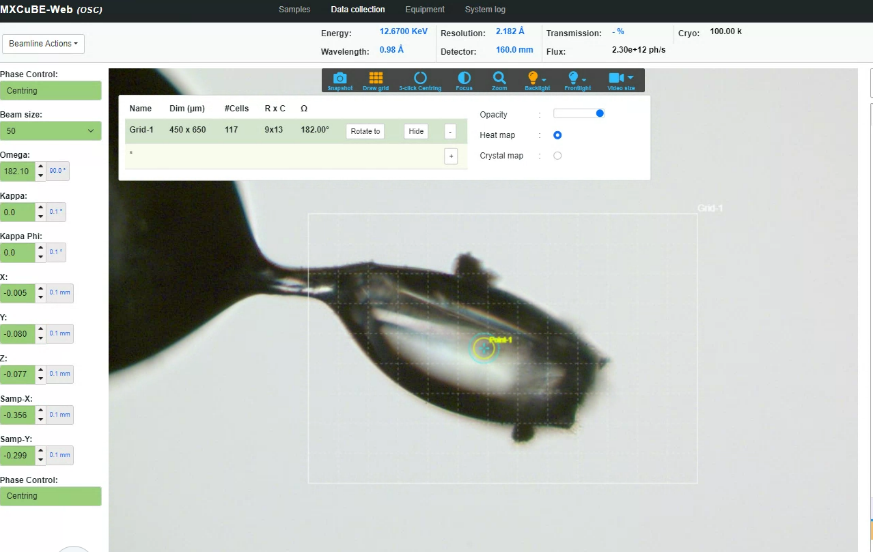 MXCuBE-Web (OSC)
Samples Data collection Equipment System log
Beamline Actions
Energy: 12.6700 KeV Resolution: 2.182 Å Transmission: - % Cryo: 100.00 k
Wavelength: 0.98 Å Detector: 160.0 mm Flux: 2.30e+12 ph/s
Phase Control:
Centring
Beam size:
50
Omega:
182.10 90.0 °
Kappa:
0.0 0.1 °
Kappa Phi:
0.0 0.1 °
X:
-0.005 0.1 mm
Y:
-0.080 0.1 mm
Z:
-0.077 0.1 mm
Samp-X:
-0.356 0.1 mm
Samp-Y:
-0.299 0.1 mm
Phase Control:
Centring
Snapshot Draw grid 3-click Centring Focus Zoom Backlight Frontlight Video size
Name Dim (µm) #Cells R x C Ω
Grid-1 450 x 650 117 9x13 182.00° Rotate to Hide -
* +
Opacity :
Heat map :
Crystal map :
Grid-1
Point-1